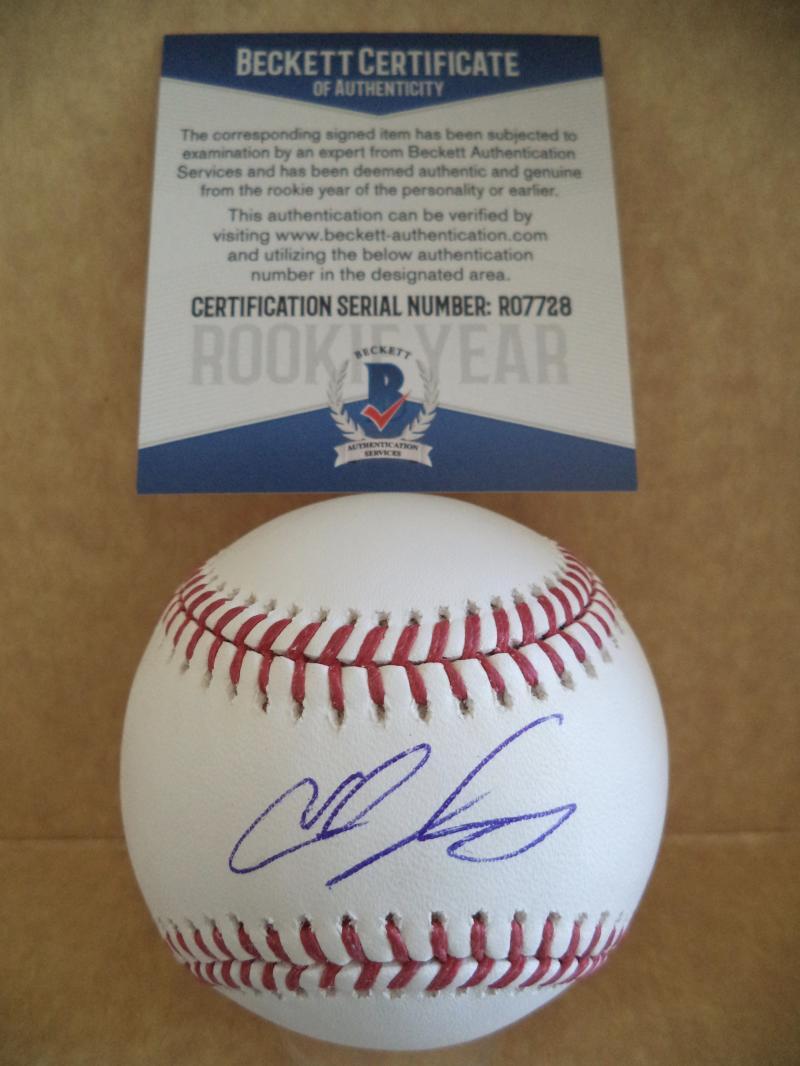 BECKETT CERTIFICATE
OF AUTHENTICITY
The corresponding signed item has been subjected to
examination by an expert from Beckett Authentication
Services and has been deemed authentic and genuine
from the rookie year of the personality or earlier.
This authentication can be verified by
visiting www.beckett-authentication.com
and utilizing the below authentication
number in the designated area.
CERTIFICATION SERIAL NUMBER: R07728
ROOKIE YEAR
BECKETT
B
AUTHENTICATION
SERVICES